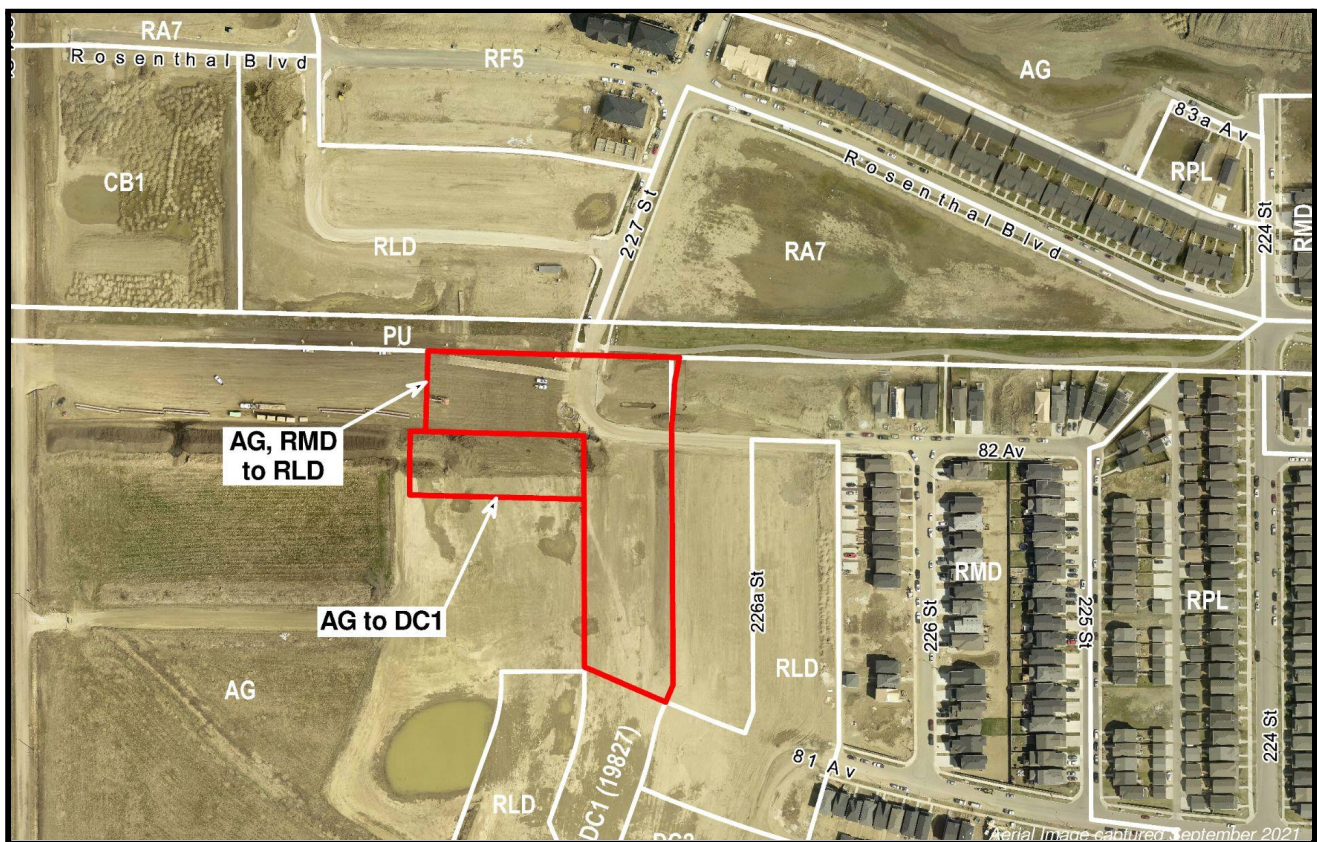 RA7
Rosenthal Blvd
RF5
AG
83a Av
RPL
CB1
227 St
Rosenthal Blvd
224 St
RMD
RLD
RA7
PU
AG, RMD
to RLD
82 Av
226a St
226 St
RMD
225 St
RPL
AG to DC1
RLD
AG
224 St
RLD
DC1 (19827)
81 Av
Aerial Image captured September 2021